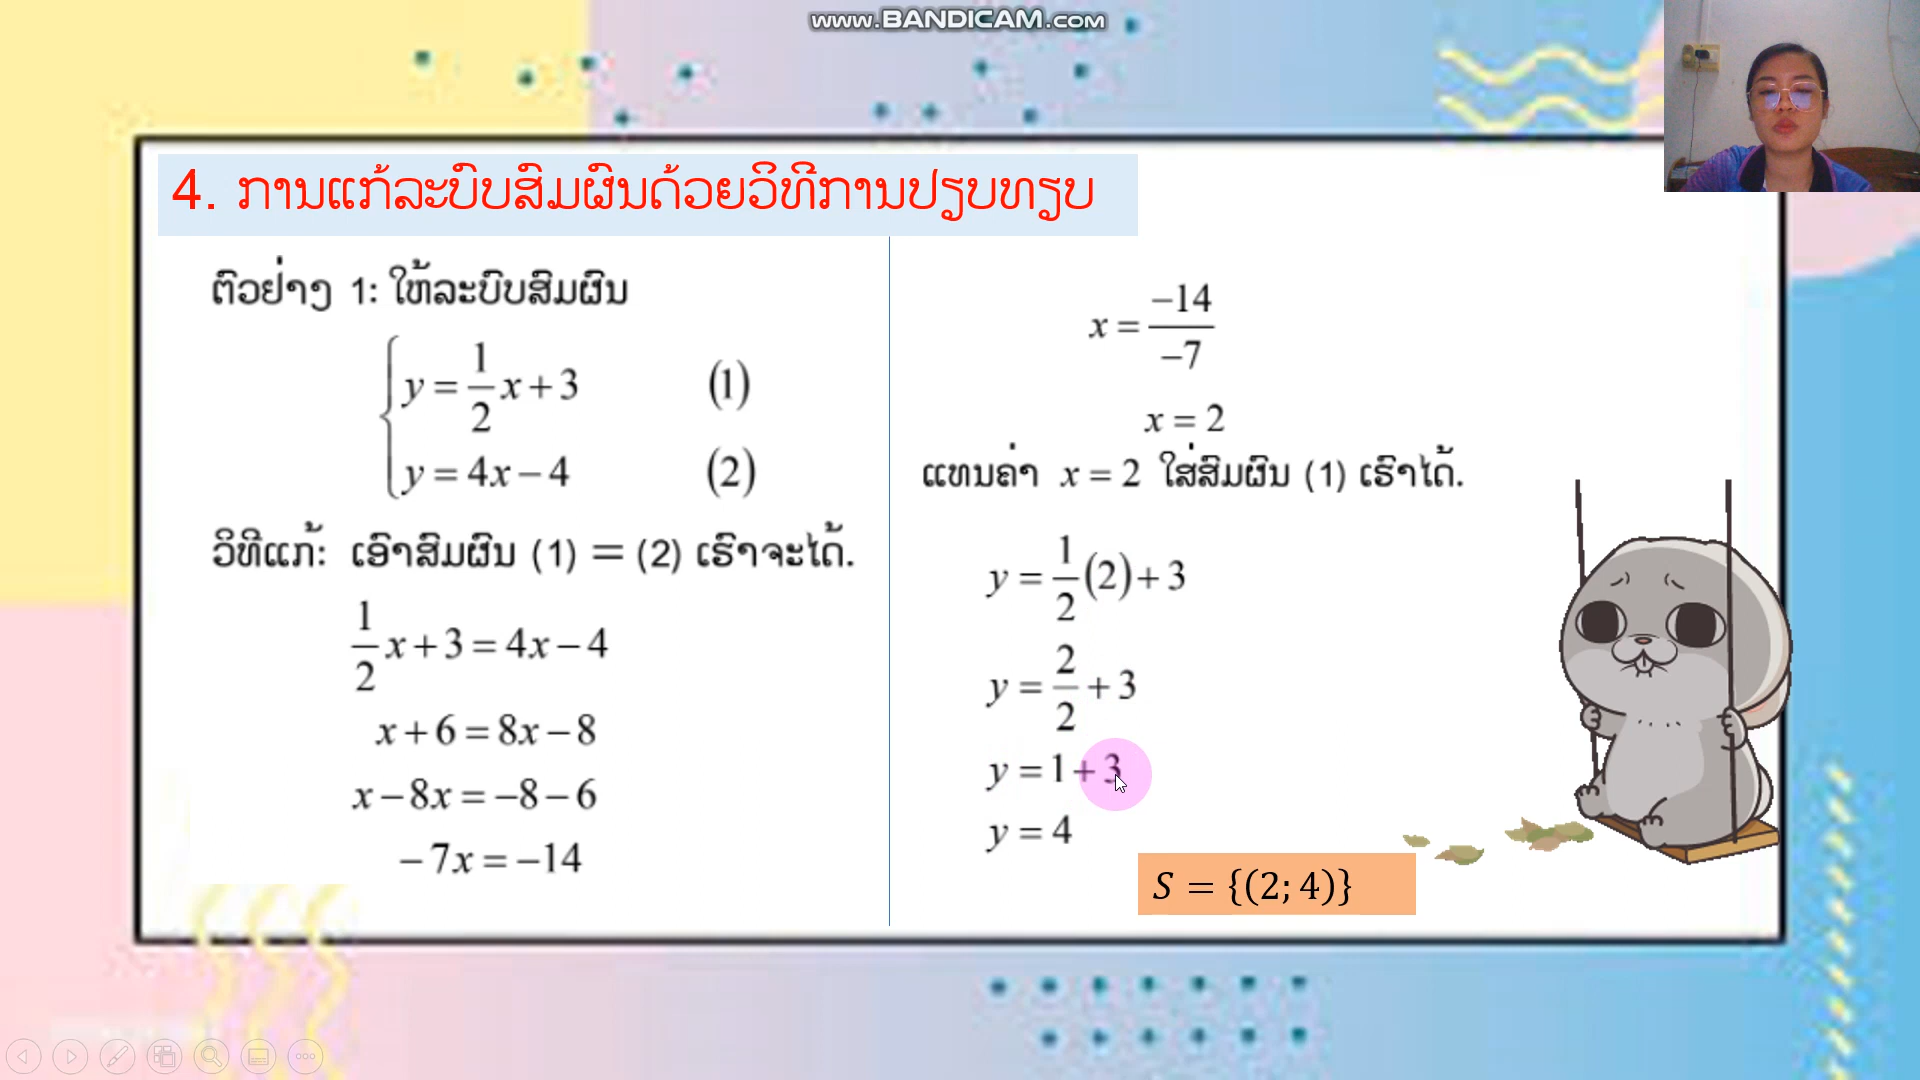 www.BANDICAM.com
4. ການແກ້ລະບົບສົມຜົນດ້ວຍວິທີການປຽບທຽບ
ຕົວຢ່າງ 1: ໃຫ້ລະບົບສົມຜົນ
y = 1/2 x + 3 (1)
y = 4x − 4 (2)
ວິທີແກ້: ເອົາສົມຜົນ (1) = (2) ເຮົາຈະໄດ້.
1/2 x + 3 = 4x − 4
x + 6 = 8x − 8
x − 8x = −8 − 6
− 7x = −14
x = −14/−7
x = 2
ແທນຄ່າ x = 2 ໃສ່ສົມຜົນ (1) ເຮົາໄດ້.
y = 1/2 (2) + 3
y = 2/2 + 3
y = 1 + 3
y = 4
S = {(2; 4)}